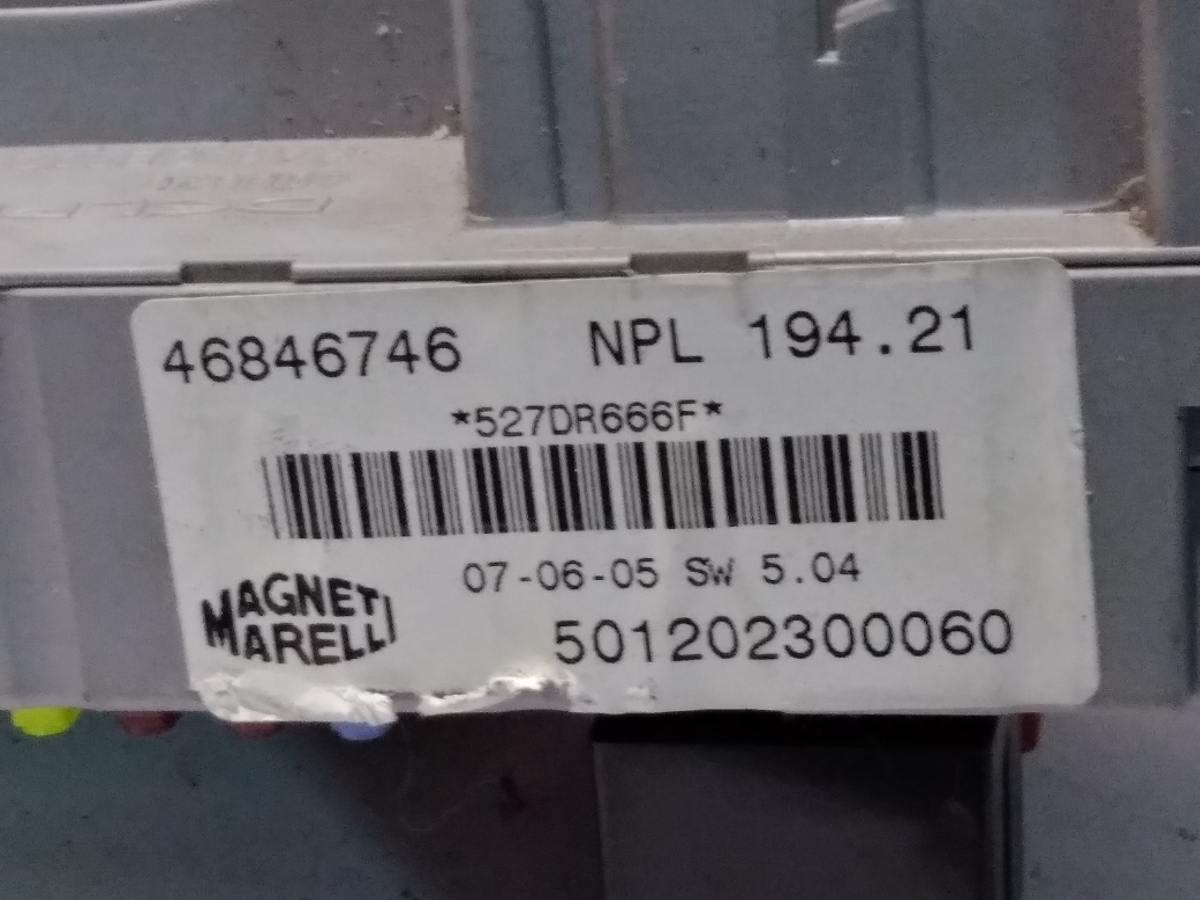 46846746 NPL 194.21
*527DR666F*
07-06-05 SW 5.04
MAGNETI
MARELLI
501202300060